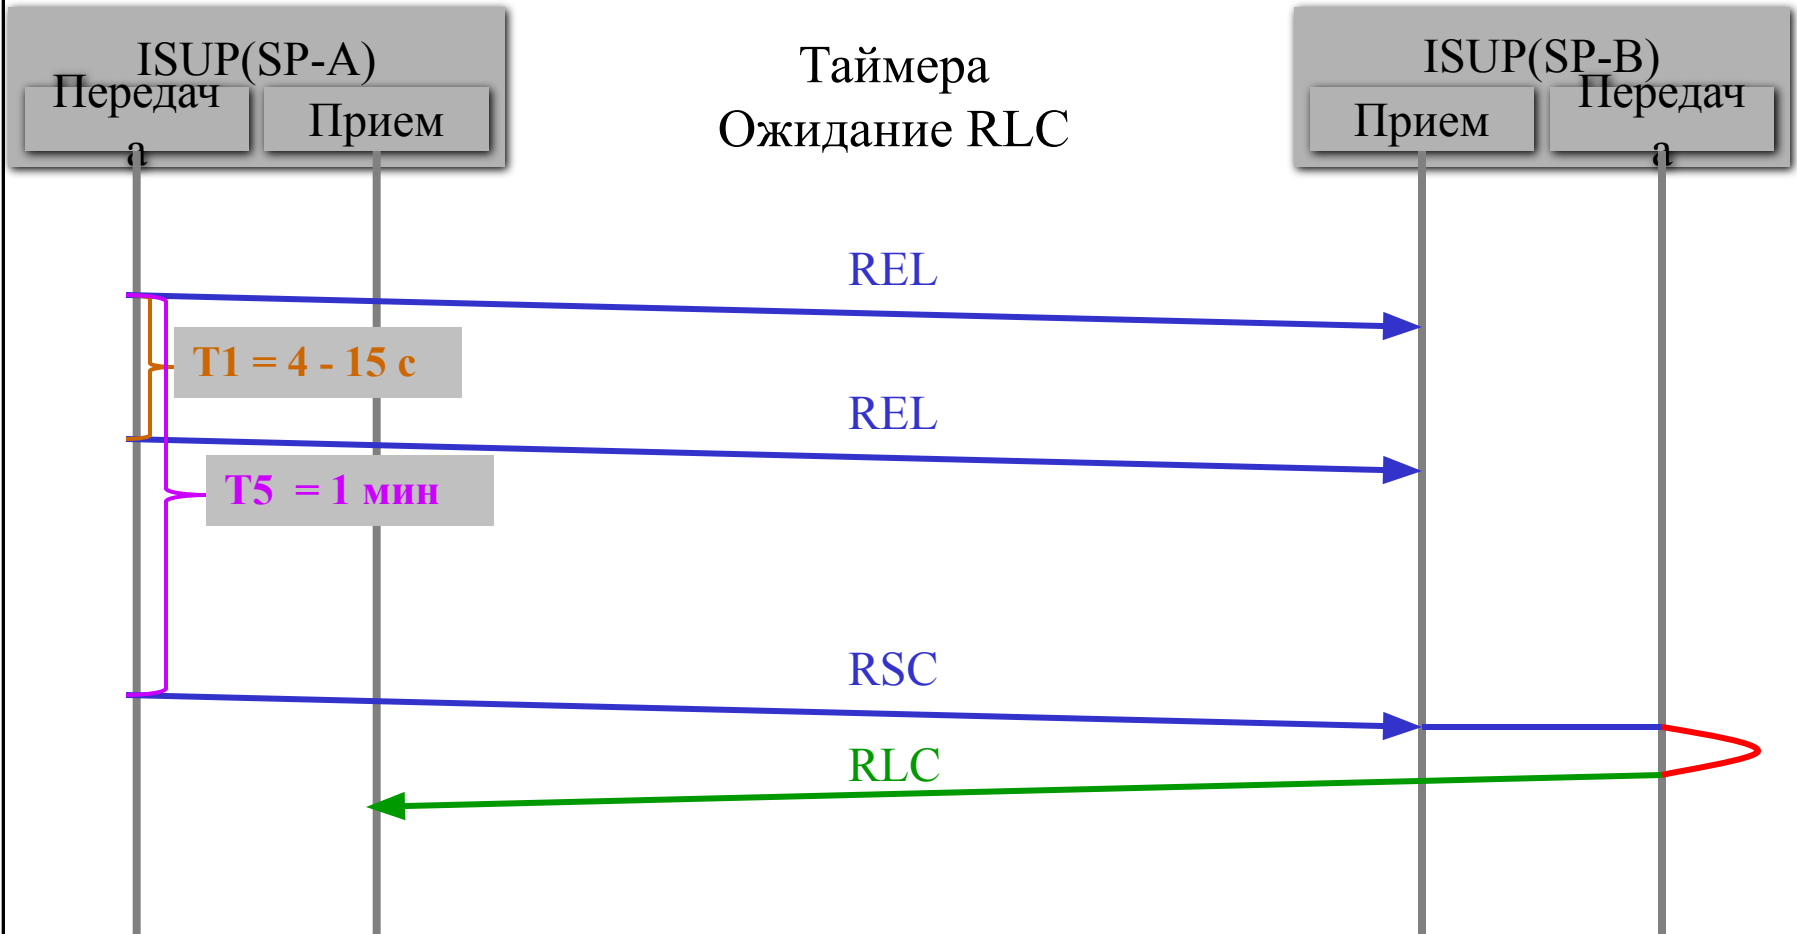 ISUP(SP-A)
Передач
а
Прием
Таймера
Ожидание RLC
ISUP(SP-B)
Прием
Передач
а
REL
T1 = 4 - 15 с
REL
T5 = 1 мин
RSC
RLC